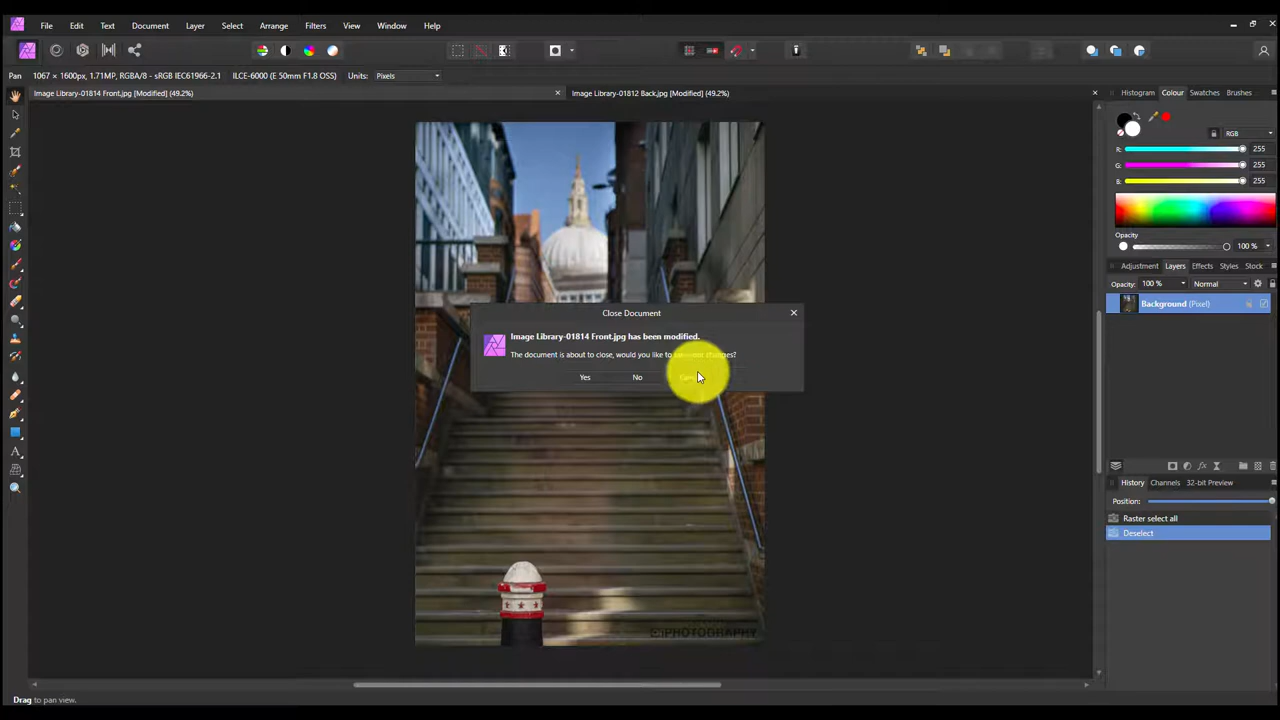 File Edit Text Document Layer Select Arrange Filters View Window Help
Pan 1067 × 1600px, 1.71MP, RGBA/8 - sRGB IEC61966-2.1 ILCE-6000 (E 50mm F1.8 OSS) Units: Pixels
Image Library-01814 Front.jpg [Modified] (49.2%)
Image Library-01812 Back.jpg [Modified] (49.2%)
Histogram Colour Swatches Brushes
RGB
R: 255
G: 255
B: 255
Opacity
100 %
Adjustment Layers Effects Styles Stock
Opacity: 100 % Normal
Background (Pixel)
Close Document
Image Library-01814 Front.jpg has been modified.
The document is about to close, would you like to changes?
Yes No
History Channels 32-bit Preview
Position:
Raster select all
Deselect
PHOTOGRAPHY
Drag to pan view.